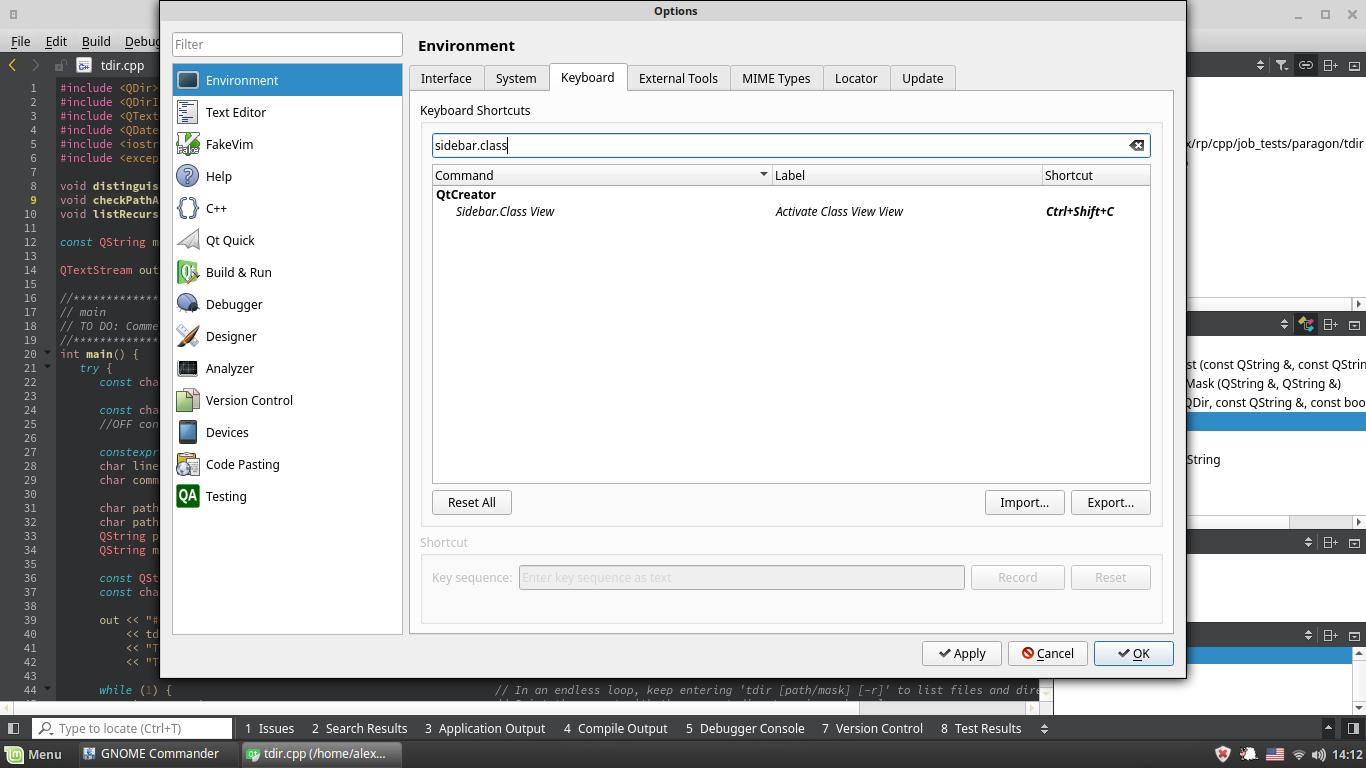 Options
File Edit Build Debug
tdir.cpp
1 #include <QDir>
2 #include <QDirI
3 #include <QText
4 #include <QDate
5 #include <iostr
6 #include <excep
7
8 void distinguis
9 void checkPathA
10 void listRecurs
11
12 const QString m
13
14 QTextStream out
15
16 //*************
17 // main
18 // TO DO: Comme
19 //*************
20 int main() {
21 try {
22 const cha
23
24 const cha
25 //OFF con
26
27 constexpr
28 char line
29 char comm
30
31 char path
32 char path
33 QString p
34 QString m
35
36 const QSt
37 const cha
38
39 out << "#
40 << td
41 << "T
42 << "T
43
44 while (1) { // In an endless loop, keep entering 'tdir [path/mask] [-r]' to list files and dire
Filter
Environment
Text Editor
FakeVim
Help
C++
Qt Quick
Build & Run
Debugger
Designer
Analyzer
Version Control
Devices
Code Pasting
Testing
Environment
Interface System Keyboard External Tools MIME Types Locator Update
Keyboard Shortcuts
sidebar.class
Command Label Shortcut
QtCreator
Sidebar.Class View Activate Class View View Ctrl+Shift+C
Reset All Import... Export...
Shortcut
Key sequence: Enter key sequence as text Record Reset
Apply Cancel OK
x/rp/cpp/job_tests/paragon/tdir
st (const QString &, const QStrin
Mask (QString &, QString &)
QDir, const QString &, const boo
String
Type to locate (Ctrl+T) 1 Issues 2 Search Results 3 Application Output 4 Compile Output 5 Debugger Console 7 Version Control 8 Test Results
Menu GNOME Commander tdir.cpp (/home/alex... 14:12